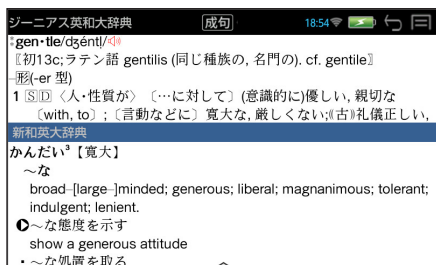 ジーニアス英和大辞典 成句 18:54
gen・tle/dʒéntl/
〖初13c;ラテン語 gentilis (同じ種族の, 名門の). cf. gentile〗
形(-er 型)
1 🅂🄳 〈人・性質が〉〔…に対して〕(意識的に)優しい, 親切な
〔with, to〕;〔言動などに〕寛大な, 厳しくない;⦅古⦆礼儀正しい,
新和英大辞典
かんだい³【寛大】
～な
broad-[large-]minded; generous; liberal; magnanimous; tolerant;
indulgent; lenient.
◑～な態度を示す
show a generous attitude
・～な処置を取る